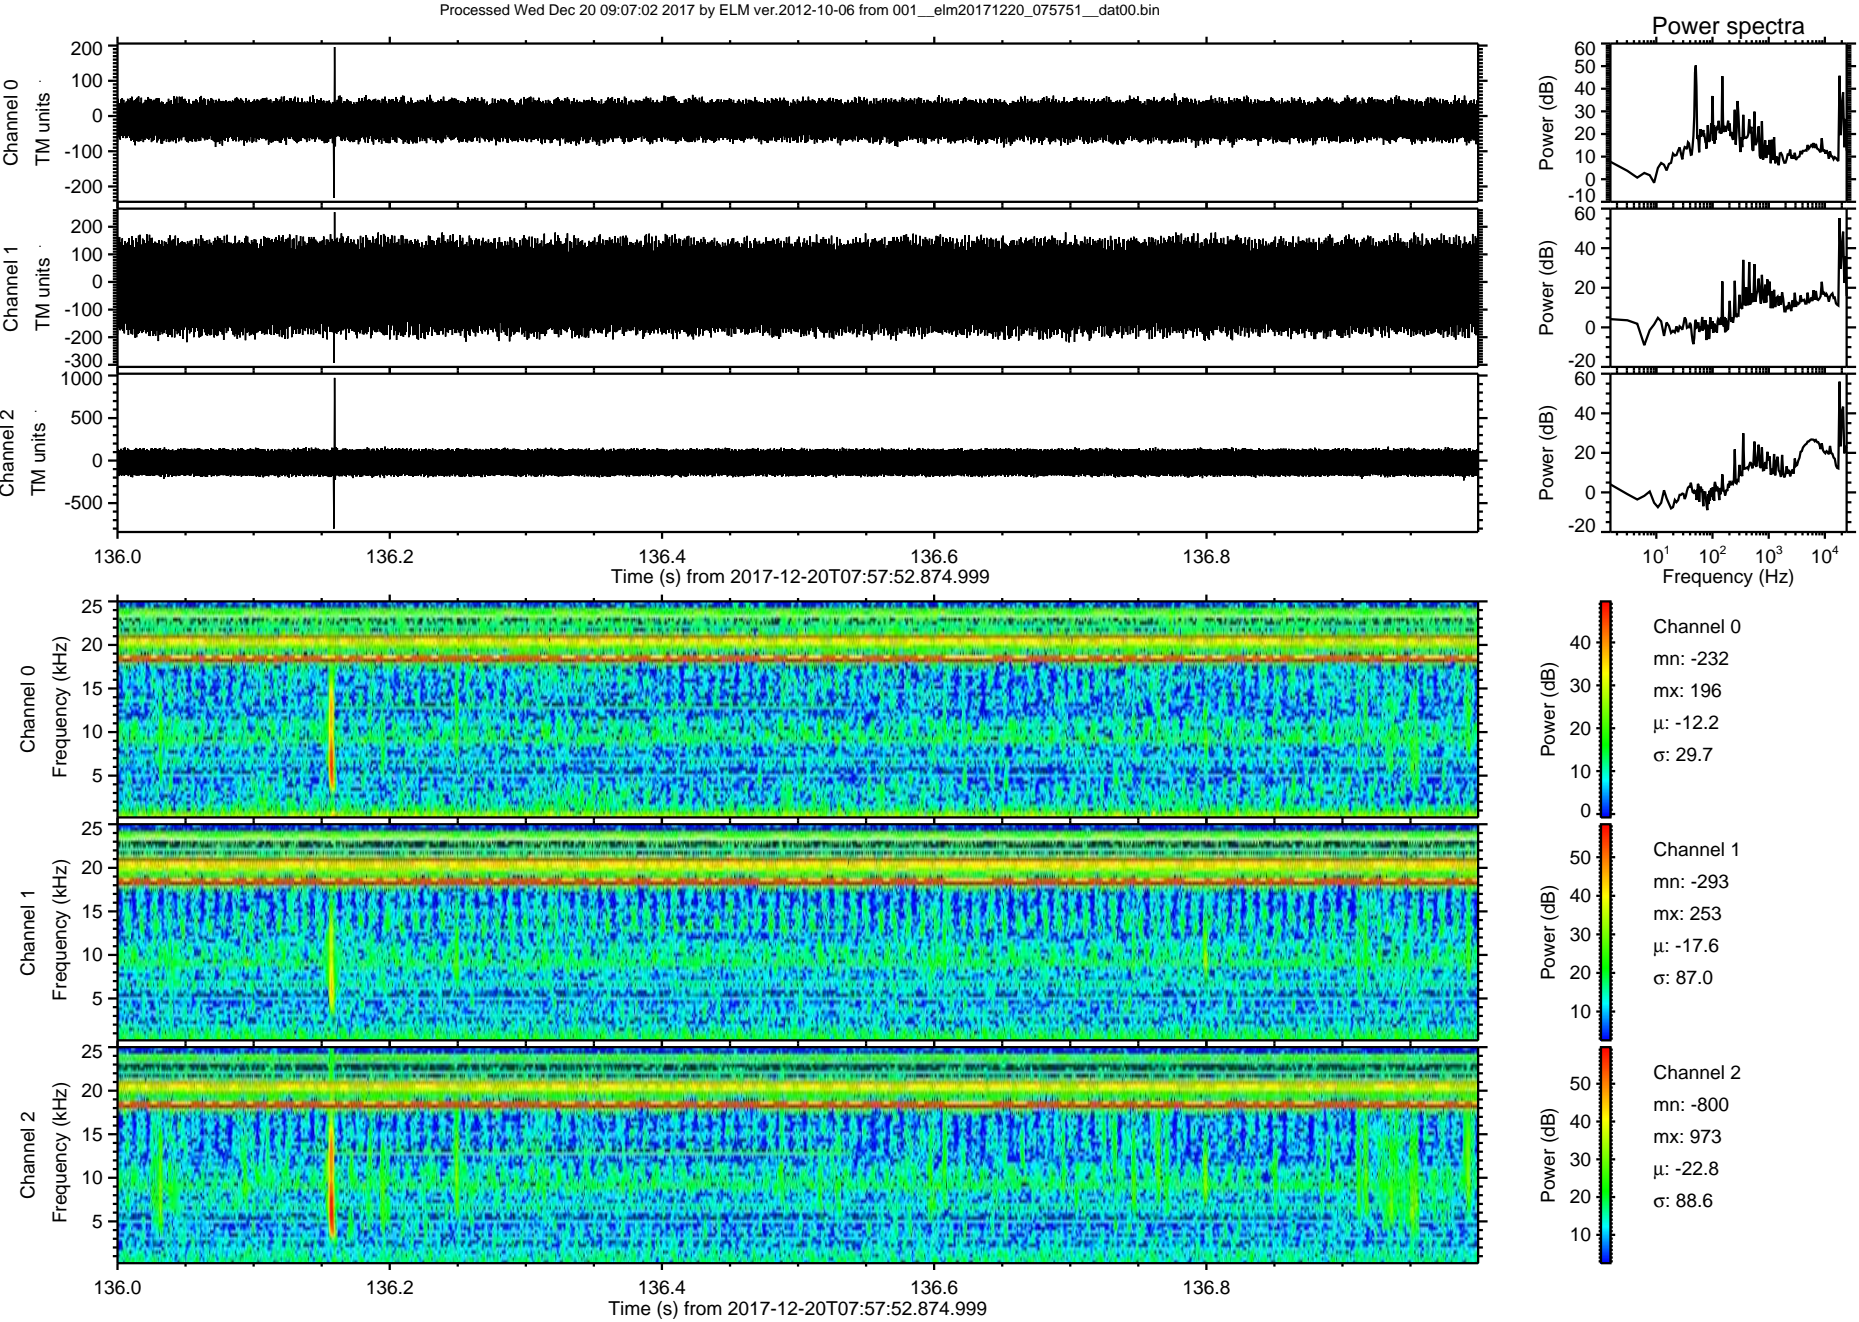 Processed Wed Dec 20 09:07:02 2017 by ELM ver.2012-10-06 from 001__elm20171220_075751__dat00.bin
Power spectra
Channel 0
TM units
200
100
0
-100
-200
Power (dB)
60
50
40
30
20
10
0
-10
Channel 1
TM units
200
100
0
-100
-200
-300
Power (dB)
60
40
20
0
-20
Channel 2
TM units
1000
500
0
-500
Power (dB)
60
40
20
0
-20
136.0 136.2 136.4 136.6 136.8
Time (s) from 2017-12-20T07:57:52.874.999
10¹ 10² 10³ 10⁴
Frequency (Hz)
Channel 0
Frequency (kHz)
25
20
15
10
5
Power (dB)
40
30
20
10
0
Channel 0
mn: -232
mx: 196
μ: -12.2
σ: 29.7
Channel 1
Frequency (kHz)
25
20
15
10
5
Power (dB)
50
40
30
20
10
Channel 1
mn: -293
mx: 253
μ: -17.6
σ: 87.0
Channel 2
Frequency (kHz)
25
20
15
10
5
Power (dB)
50
40
30
20
10
Channel 2
mn: -800
mx: 973
μ: -22.8
σ: 88.6
136.0 136.2 136.4 136.6 136.8
Time (s) from 2017-12-20T07:57:52.874.999